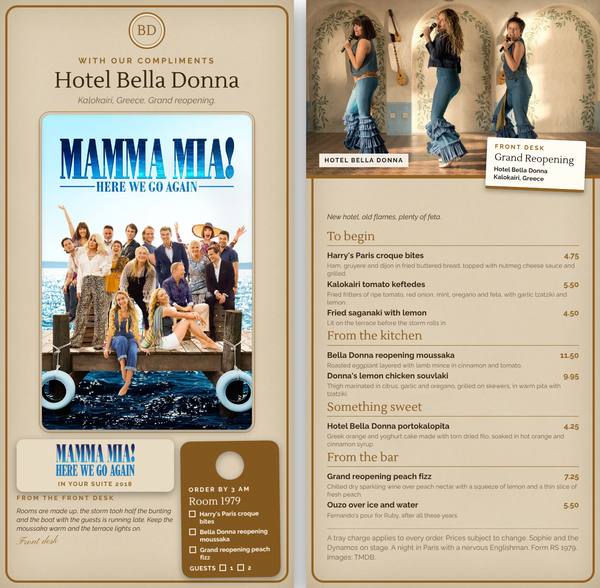 BD
WITH OUR COMPLIMENTS
Hotel Bella Donna
Kalokairi, Greece. Grand reopening.
MAMMA MIA!
HERE WE GO AGAIN
MAMMA MIA!
HERE WE GO AGAIN
IN YOUR SUITE 2018
FROM THE FRONT DESK
Rooms are made up, the storm took half the bunting
and the boat with the guests is running late. Keep the
moussaka warm and the terrace lights on.
Front desk
ORDER BY 3 AM
Room 1979
Harry's Paris croque
bites
Bella Donna reopening
moussaka
Grand reopening peach
fizz
GUESTS 1 2
HOTEL BELLA DONNA
FRONT DESK
Grand Reopening
Hotel Bella Donna
Kalokairi, Greece
New hotel, old flames, plenty of feta.
To begin
Harry's Paris croque bites 4.75
Ham, gruyere and dijon in fried buttered bread, topped with nutmeg cheese sauce and
grilled.
Kalokairi tomato keftedes 5.50
Fried fritters of ripe tomato, red onion, mint, oregano and feta, with garlic tzatziki and
lemon.
Fried saganaki with lemon 4.50
Lit on the terrace before the storm rolls in
From the kitchen
Bella Donna reopening moussaka 11.50
Roasted eggplant layered with lamb mince in cinnamon and tomato.
Donna's lemon chicken souvlaki 9.95
Thigh marinated in citrus, garlic and oregano, grilled on skewers, in warm pita with
tzatziki.
Something sweet
Hotel Bella Donna portokalopita 4.25
Greek orange and yoghurt cake made with torn dried filo, soaked in hot orange and
cinnamon syrup.
From the bar
Grand reopening peach fizz 7.25
Chilled dry sparkling wine over peach nectar with a squeeze of lemon and a thin slice of
fresh peach.
Ouzo over ice and water 5.50
Fernando's pour for Ruby, after all these years.
A tray charge applies to every order. Prices subject to change. Sophie and the
Dynamos on stage. A night in Paris with a nervous Englishman. Form RS 1979.
Images: TMDB.